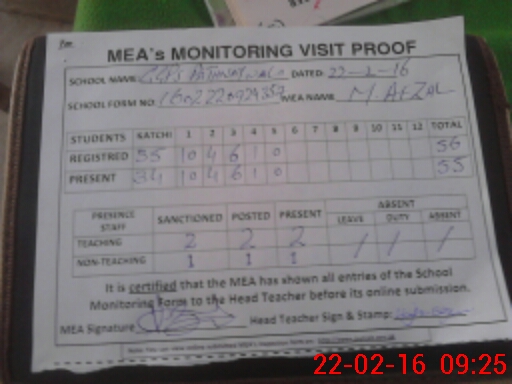 MEA's MONITORING VISIT PROOF
SCHOOL NAME: DATED: 22-2-16
SCHOOL FORM NO: MEA NAME: M AFZAL
STUDENTS KATCHI 1 2 3 4 5 6 7 8 9 10 11 12 TOTAL
REGISTRED 35 10 4 6 1 0 56
PRESENT 34 10 4 6 1 0 55
PRESENCE STAFF SANCTIONED POSTED PRESENT ABSENT
LEAVE DUTY ABSENT
TEACHING 2 2 2 / / /
NON-TEACHING 1 1 1
It is certified that the MEA has shown all entries of the School
Monitoring Form to the Head Teacher before its online submission.
MEA Signature Head Teacher Sign & Stamp:
22-02-16 09:25